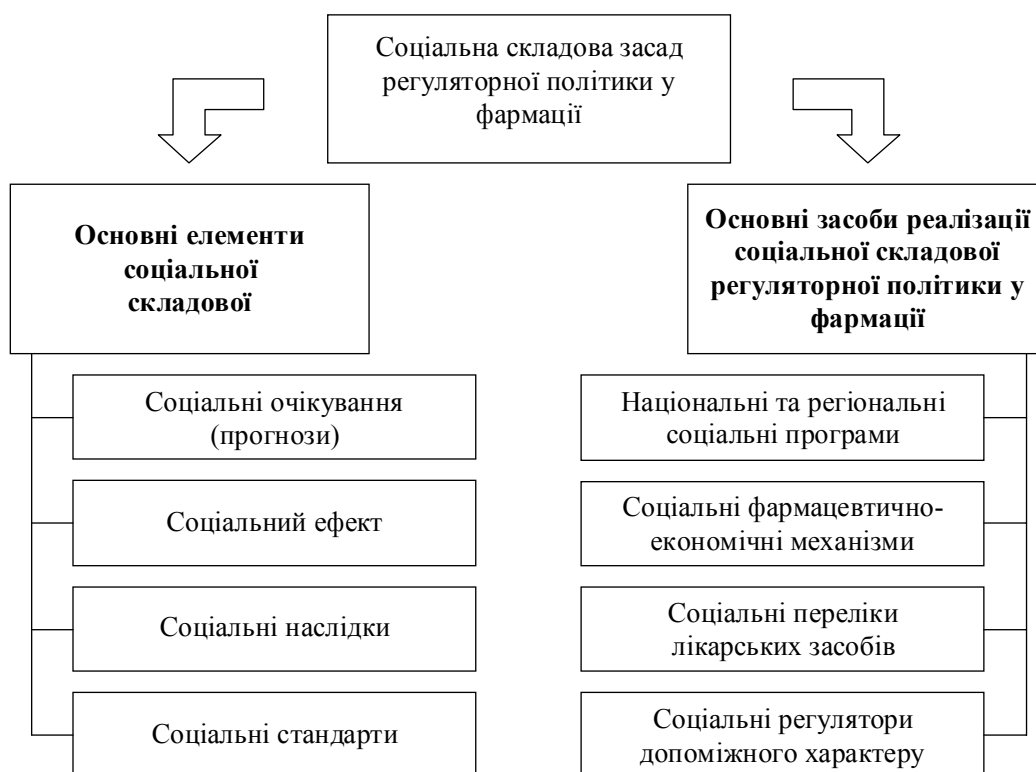 Соціальна складова засад
регуляторної політики у
фармації
Основні елементи
соціальної
складової
Соціальні очікування
(прогнози)
Соціальний ефект
Соціальні наслідки
Соціальні стандарти
Основні засоби реалізації
соціальної складової
регуляторної політики у
фармації
Національні та регіональні
соціальні програми
Соціальні фармацевтично-
економічні механізми
Соціальні переліки
лікарських засобів
Соціальні регулятори
допоміжного характеру